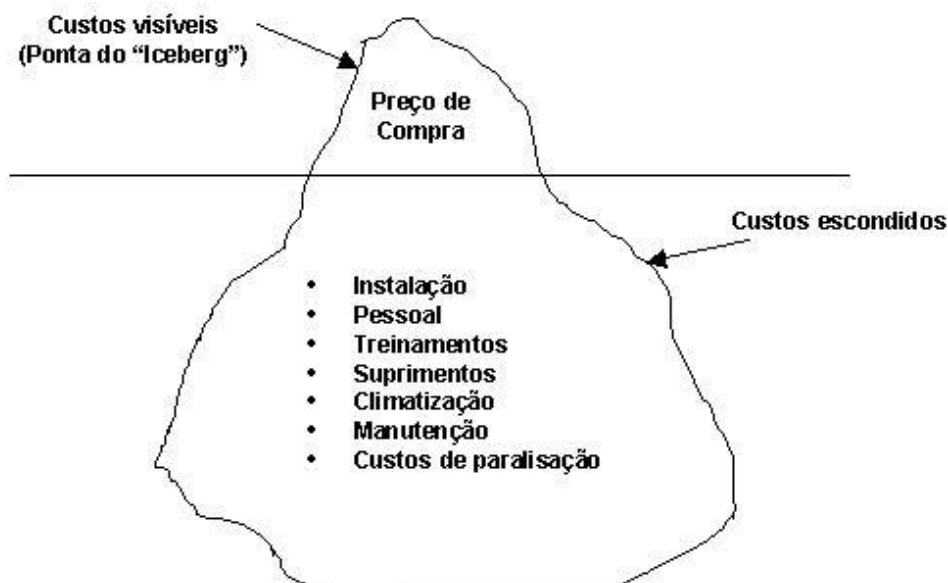 Custos visíveis
(Ponta do “Iceberg”)
Preço de
Compra
Custos escondidos
• Instalação
• Pessoal
• Treinamentos
• Suprimentos
• Climatização
• Manutenção
• Custos de paralisação